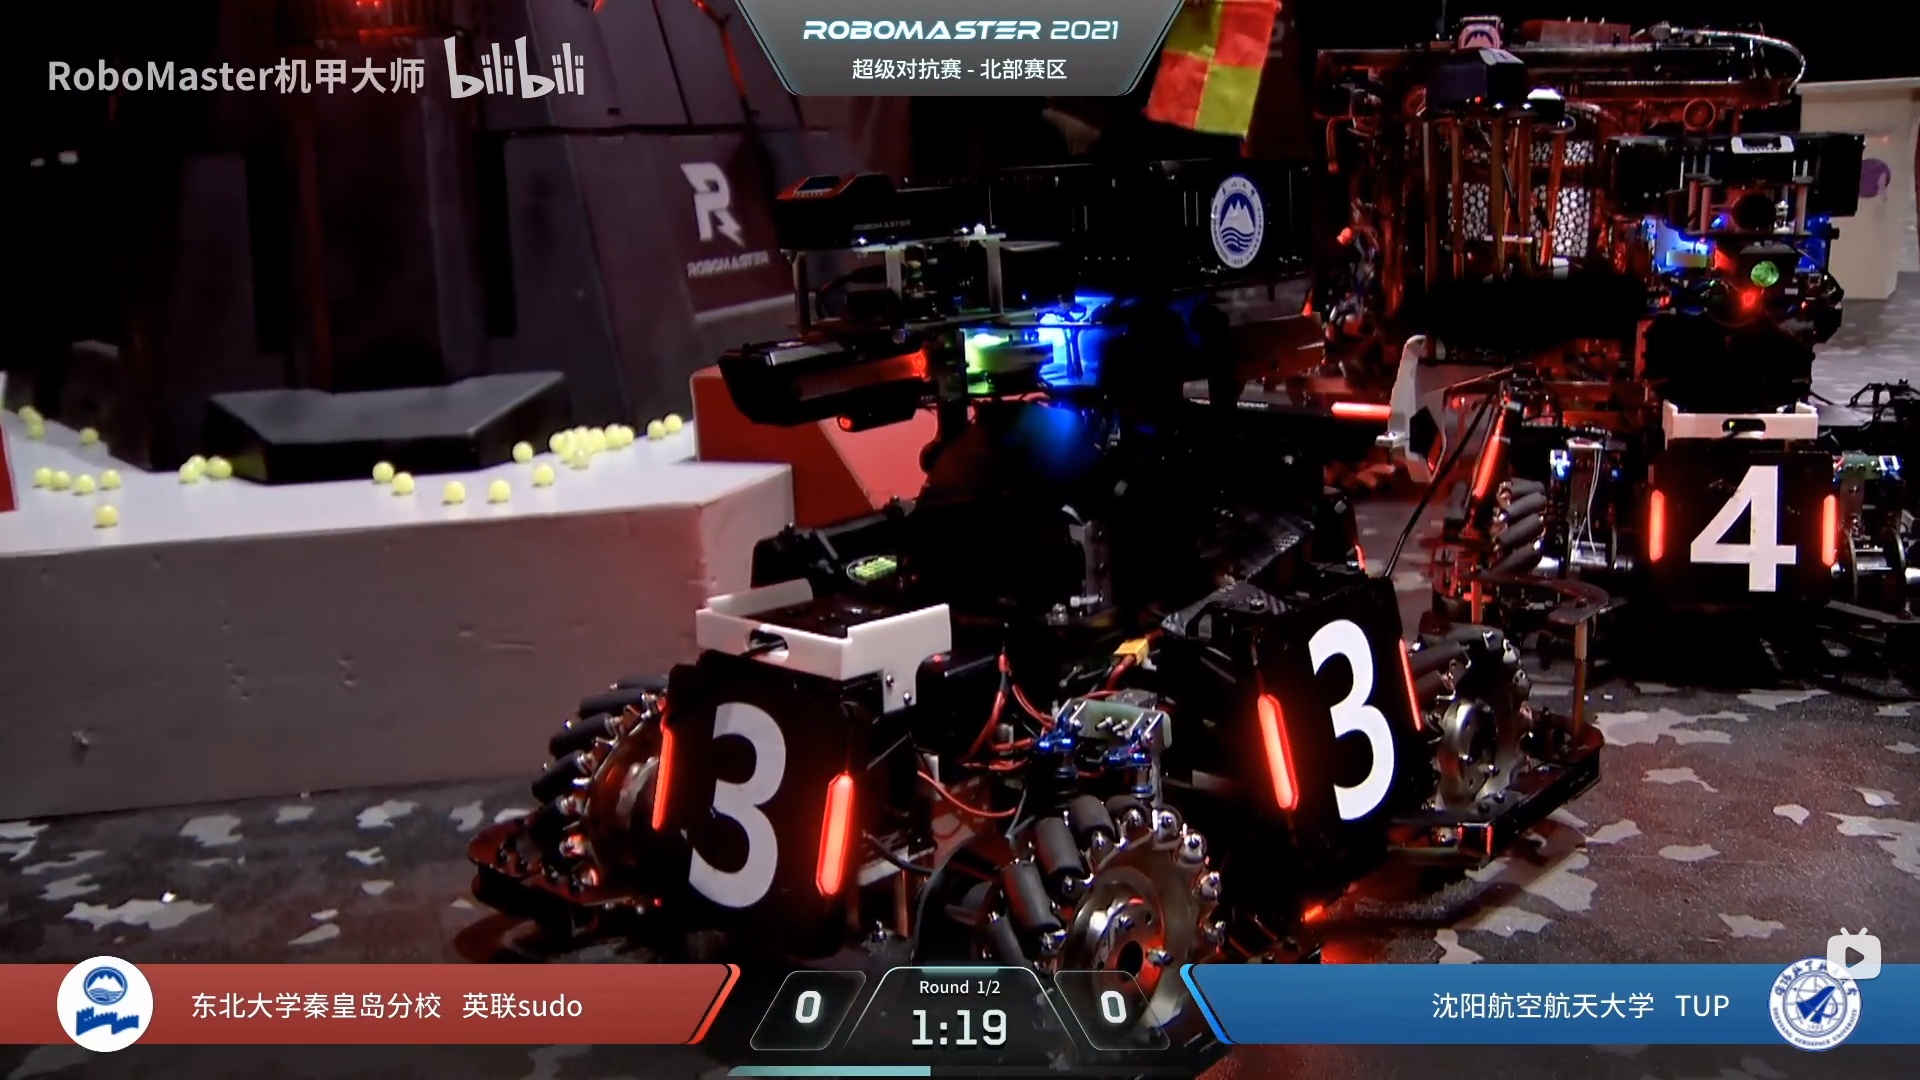 ROBOMASTER 2021
超级对抗赛 - 北部赛区
RoboMaster机甲大师 bilibili
R
ROBOMASTER
ROBOMASTER
4
3
3
东北大学秦皇岛分校 英联sudo
0
Round 1/2
1:19
0
沈阳航空航天大学 TUP